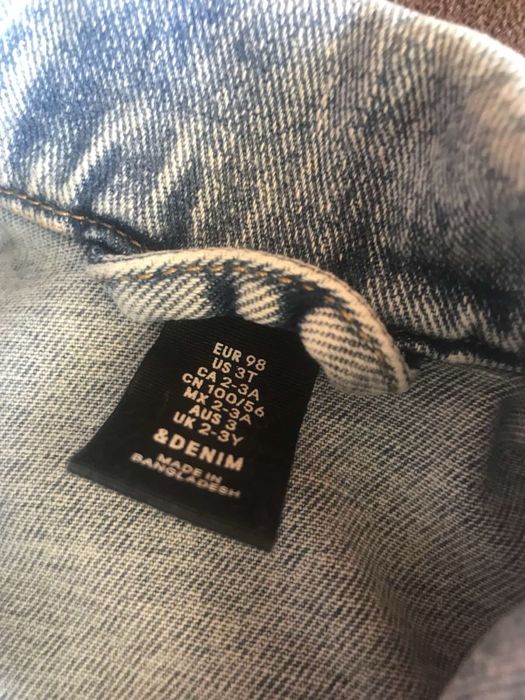 EUR 98
US 3T
CA 2-3A
CN 100/56
MX 2-3A
AUS 3
UK 2-3Y
&DENIM
MADE IN
BANGLADESH